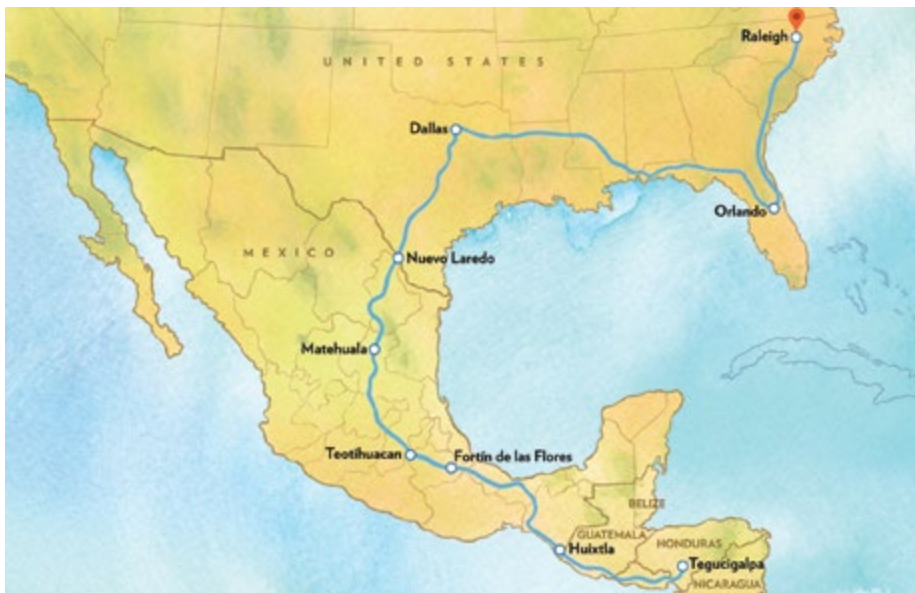 Raleigh
UNITED STATES
Dallas
Orlando
MEXICO
Nuevo Laredo
Matehuala
Teotihuacan
Fortín de las Flores
BELIZE
GUATEMALA
HONDURAS
Huixtla
Tegucigalpa
NICARAGUA